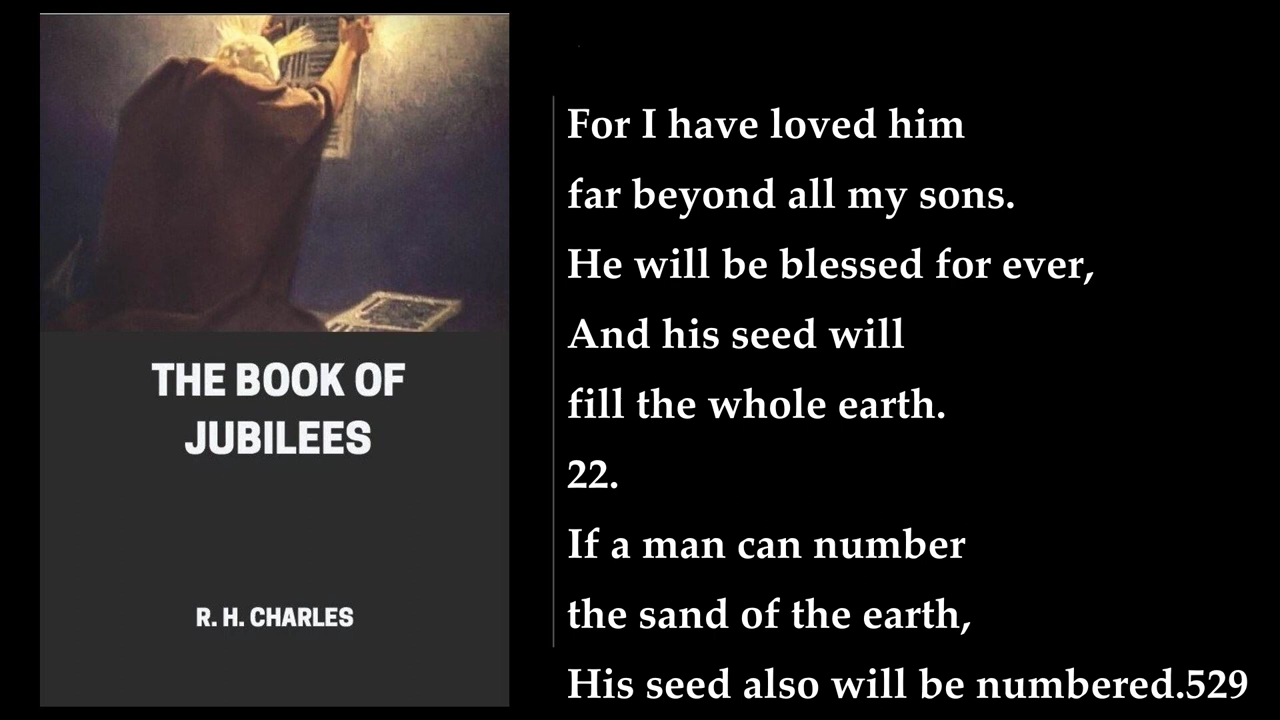 THE BOOK OF
JUBILEES
R. H. CHARLES
For I have loved him
far beyond all my sons.
He will be blessed for ever,
And his seed will
fill the whole earth.
22.
If a man can number
the sand of the earth,
His seed also will be numbered.529